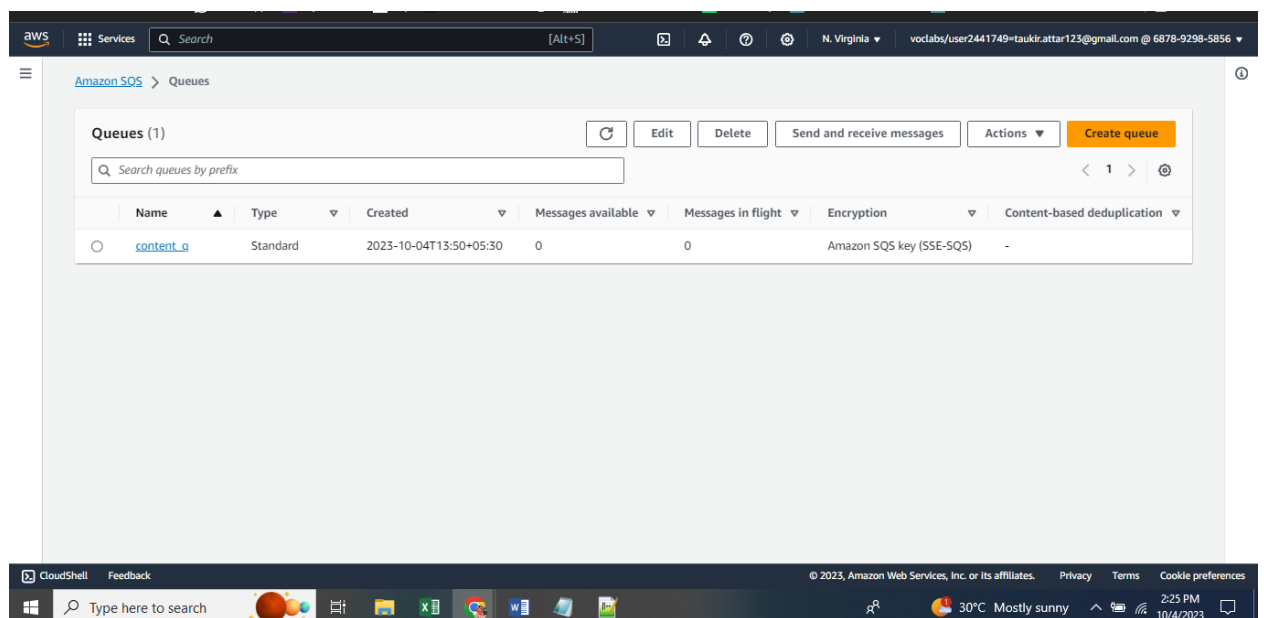 aws Services Search [Alt+S] N. Virginia voclabs/user2441749=taukir.attar123@gmail.com @ 6878-9298-5856
Amazon SQS > Queues
Queues (1) Edit Delete Send and receive messages Actions Create queue
Search queues by prefix 1
Name Type Created Messages available Messages in flight Encryption Content-based deduplication
content_q Standard 2023-10-04T13:50+05:30 0 0 Amazon SQS key (SSE-SQS) -
CloudShell Feedback © 2023, Amazon Web Services, Inc. or its affiliates. Privacy Terms Cookie preferences
Type here to search 30°C Mostly sunny 2:25 PM
10/4/2023